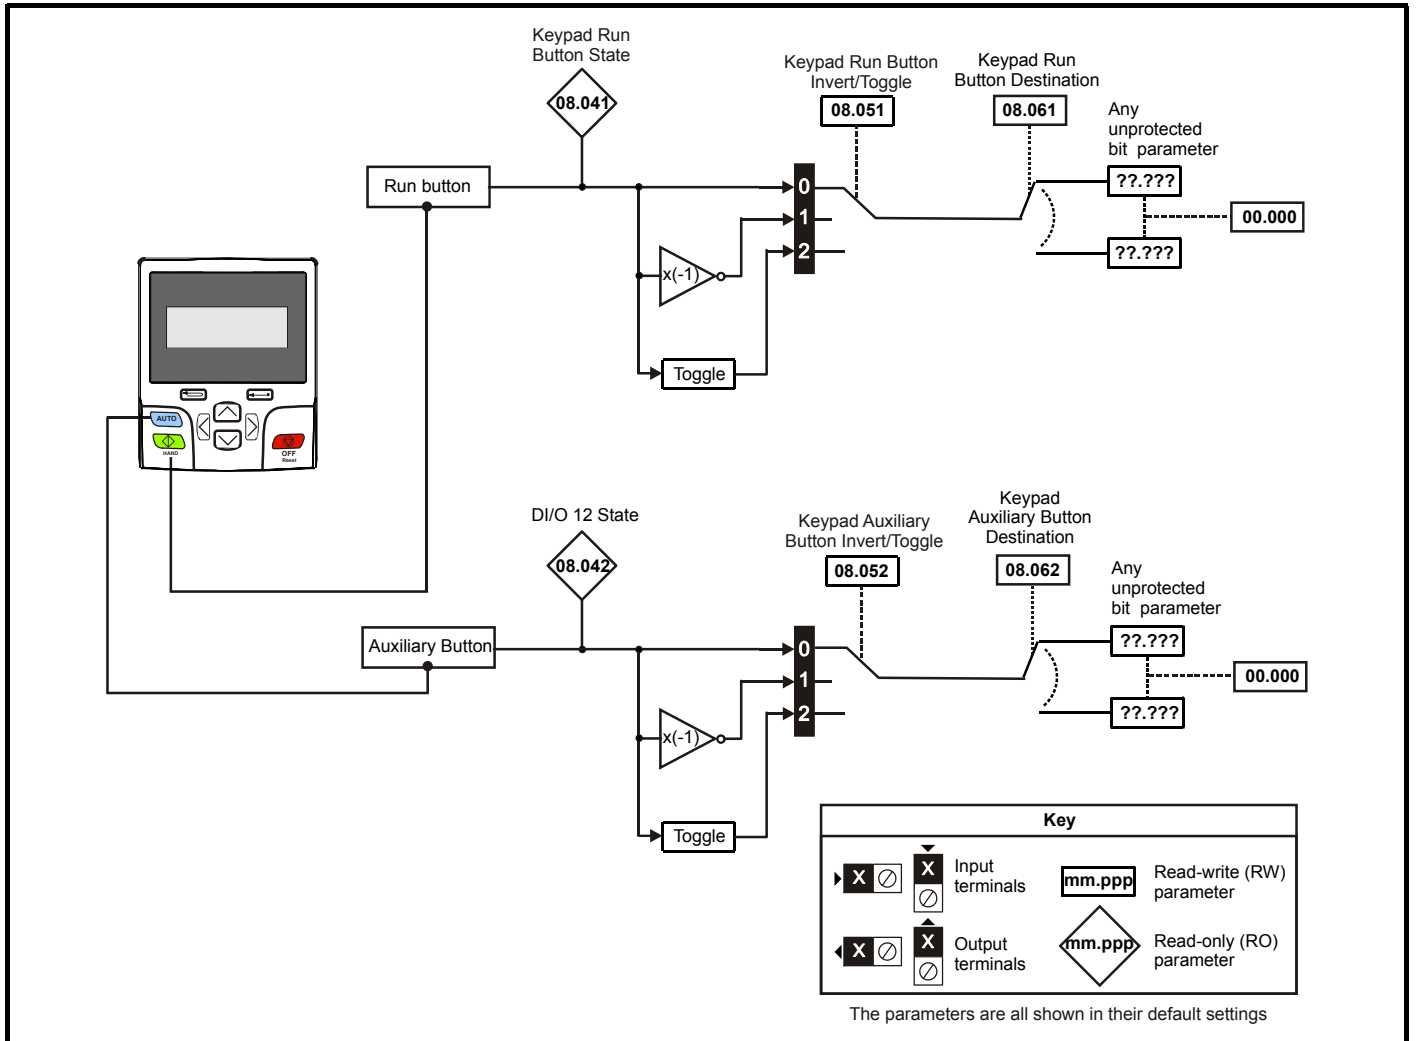 Keypad Run
Button State
08.041
Keypad Run Button
Invert/Toggle
08.051
Keypad Run
Button Destination
08.061
Any
unprotected
bit parameter
??.???
??.???
00.000
Run button
0
1
2
x(-1)
Toggle
AUTO
HAND
OFF
Reset
DI/O 12 State
08.042
Keypad Auxiliary
Button Invert/Toggle
08.052
Keypad
Auxiliary Button
Destination
08.062
Any
unprotected
bit parameter
??.???
??.???
00.000
Auxiliary Button
0
1
2
x(-1)
Toggle
Key
X
X
Input
terminals
mm.ppp
Read-write (RW)
parameter
X
X
Output
terminals
mm.ppp
Read-only (RO)
parameter
The parameters are all shown in their default settings